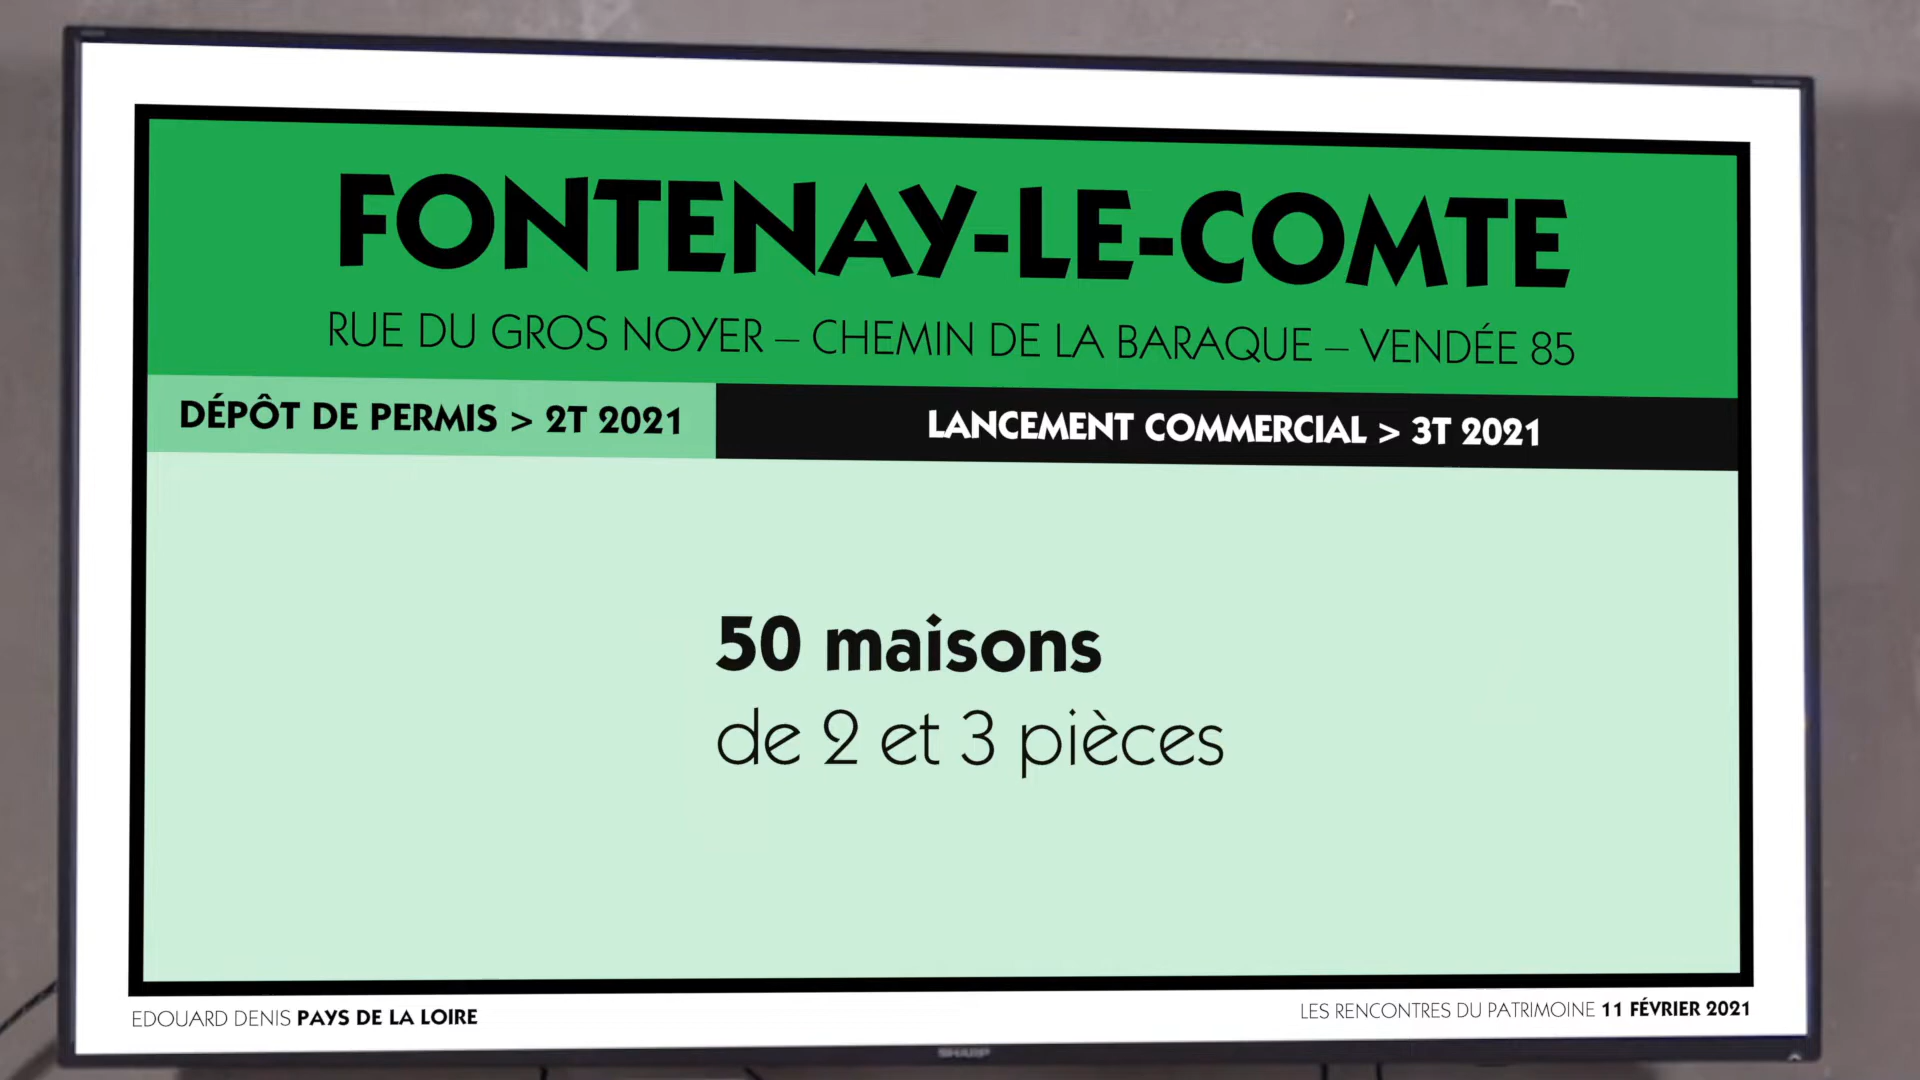 FONTENAY-LE-COMTE
RUE DU GROS NOYER – CHEMIN DE LA BARAQUE – VENDÉE 85
DÉPÔT DE PERMIS > 2T 2021
LANCEMENT COMMERCIAL > 3T 2021
50 maisons
de 2 et 3 pièces
EDOUARD DENIS PAYS DE LA LOIRE
LES RENCONTRES DU PATRIMOINE 11 FÉVRIER 2021
SHARP